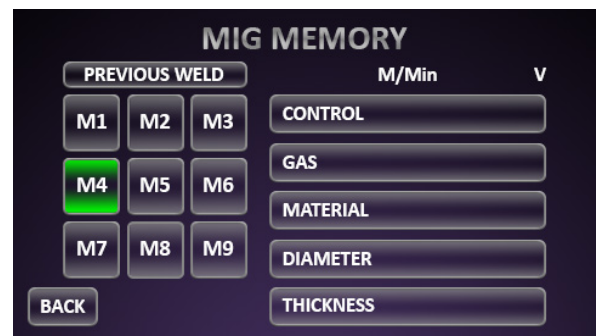 MIG MEMORY
PREVIOUS WELD
M/Min V
M1 M2 M3
CONTROL
GAS
M4 M5 M6
MATERIAL
M7 M8 M9
DIAMETER
BACK
THICKNESS